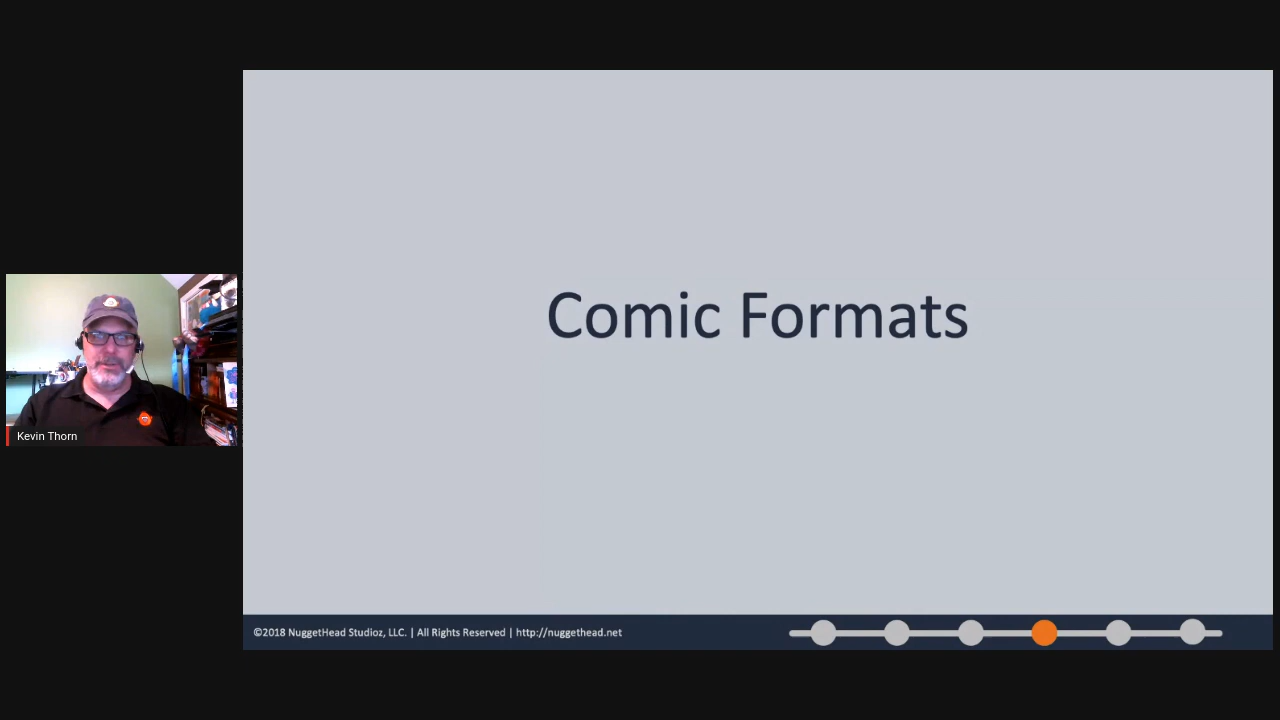 Comic Formats
Kevin Thorn
©2018 NuggetHead Studioz, LLC. | All Rights Reserved | http://nuggethead.net